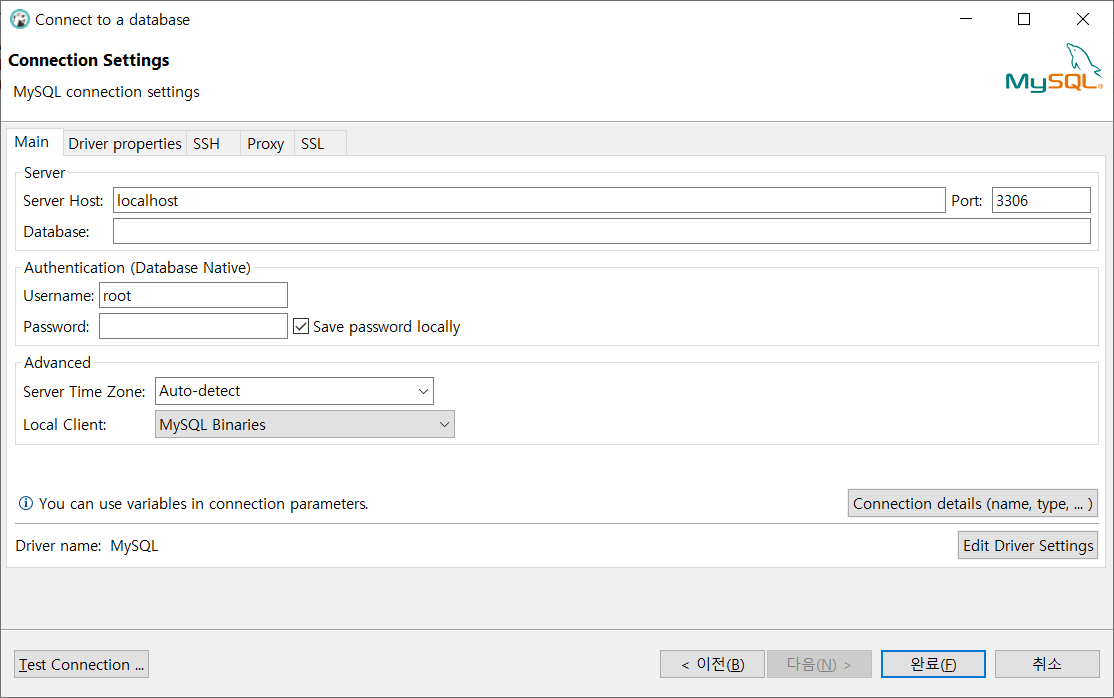 Connect to a database
Connection Settings
MySQL connection settings
MySQL®
Main Driver properties SSH Proxy SSL
Server
Server Host: localhost Port: 3306
Database:
Authentication (Database Native)
Username: root
Password: Save password locally
Advanced
Server Time Zone: Auto-detect
Local Client: MySQL Binaries
You can use variables in connection parameters. Connection details (name, type, ... )
Driver name: MySQL Edit Driver Settings
Test Connection ... < 이전(B) 다음(N) > 완료(F) 취소